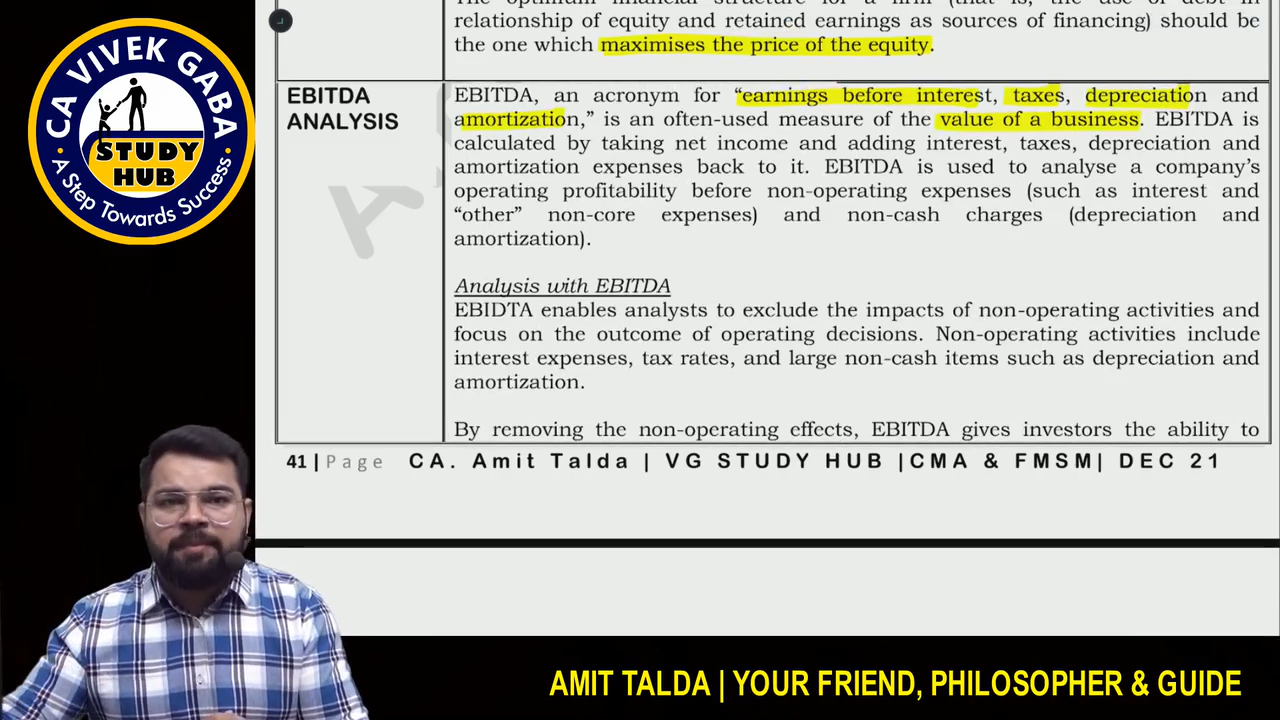 CA VIVEK GABA
STUDY
HUB
• A Step Towards Success •
relationship of equity and retained earnings as sources of financing) should be
the one which maximises the price of the equity.
EBITDA
ANALYSIS
EBITDA, an acronym for “earnings before interest, taxes, depreciation and
amortization,” is an often-used measure of the value of a business. EBITDA is
calculated by taking net income and adding interest, taxes, depreciation and
amortization expenses back to it. EBITDA is used to analyse a company’s
operating profitability before non-operating expenses (such as interest and
“other” non-core expenses) and non-cash charges (depreciation and
amortization).
Analysis with EBITDA
EBIDTA enables analysts to exclude the impacts of non-operating activities and
focus on the outcome of operating decisions. Non-operating activities include
interest expenses, tax rates, and large non-cash items such as depreciation and
amortization.
By removing the non-operating effects, EBITDA gives investors the ability to
41 | Page CA. Amit Talda | VG STUDY HUB |CMA & FMSM| DEC 21
AMIT TALDA | YOUR FRIEND, PHILOSOPHER & GUIDE